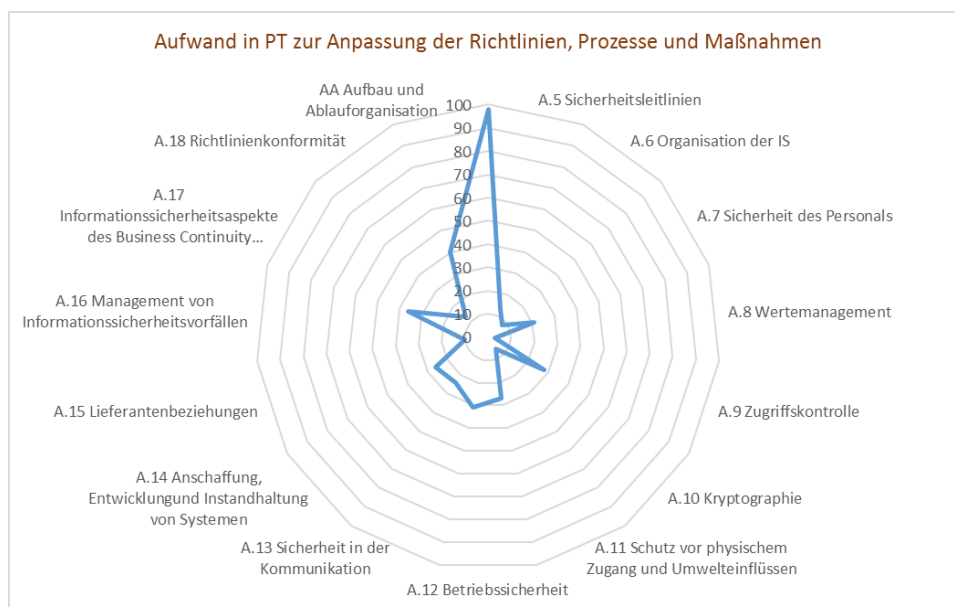 Aufwand in PT zur Anpassung der Richtlinien, Prozesse und Maßnahmen
AA Aufbau und
Ablauforganisation
A.5 Sicherheitsleitlinien
A.6 Organisation der IS
A.7 Sicherheit des Personals
A.8 Wertemanagement
A.9 Zugriffskontrolle
A.10 Kryptographie
A.11 Schutz vor physischem
Zugang und Umwelteinflüssen
A.12 Betriebssicherheit
A.13 Sicherheit in der
Kommunikation
A.14 Anschaffung,
Entwicklungund Instandhaltung
von Systemen
A.15 Lieferantenbeziehungen
A.16 Management von
Informationssicherheitsvorfällen
A.17
Informationssicherheitsaspekte
des Business Continuity…
A.18 Richtlinienkonformität
100
90
80
70
60
50
40
30
20
10
0